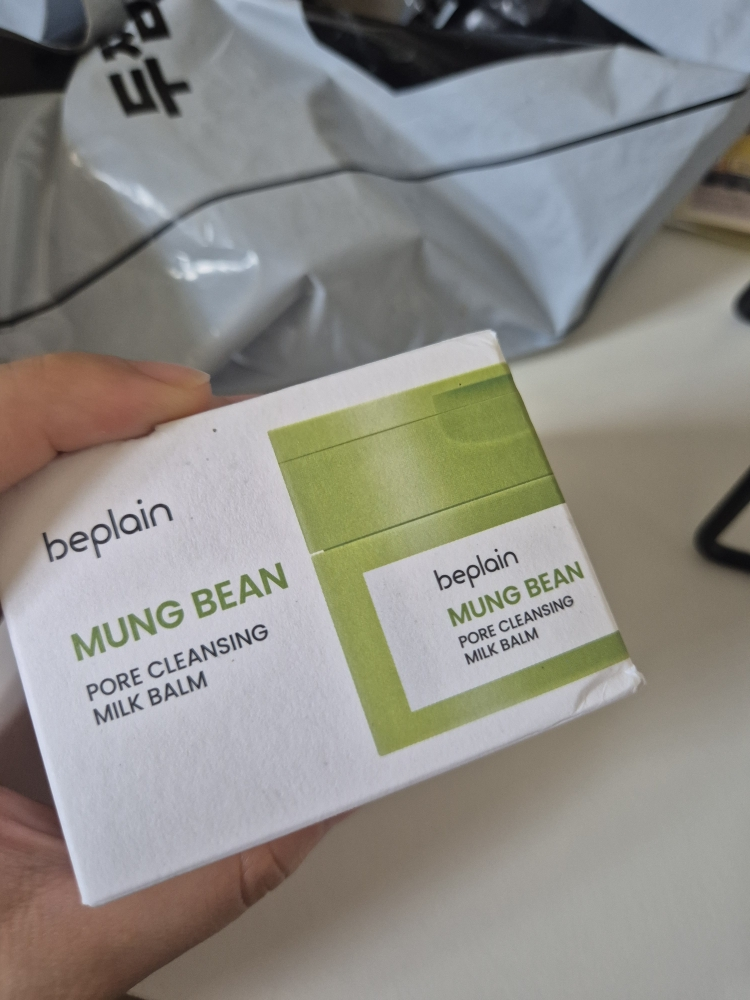 beplain
MUNG BEAN
PORE CLEANSING
MILK BALM
beplain
MUNG BEAN
PORE CLEANSING
MILK BALM